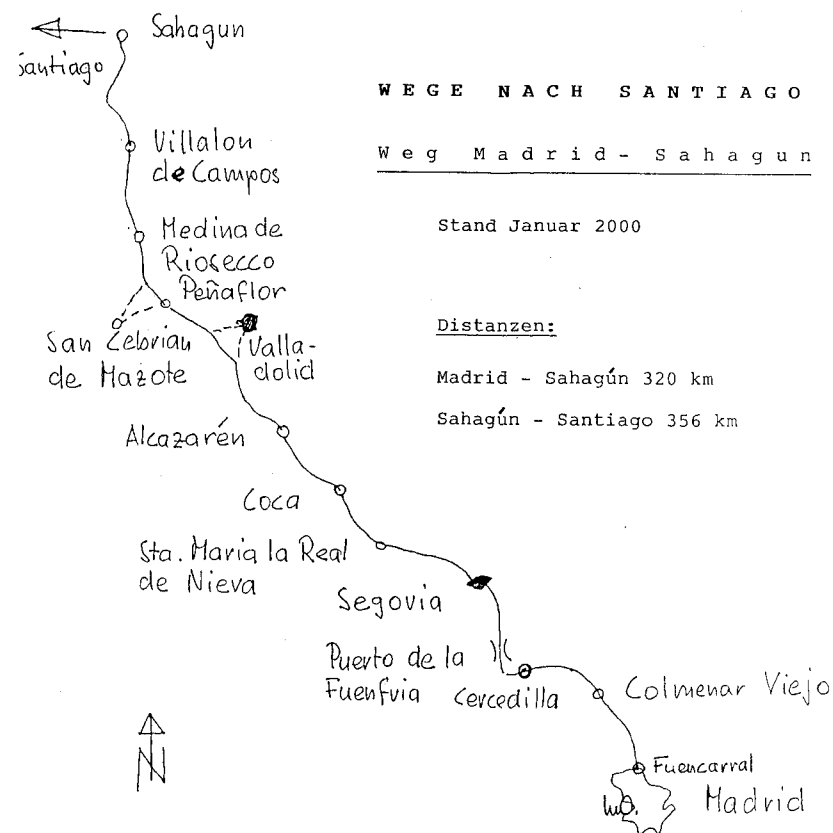 Sahagun
Santiago
WEGE NACH SANTIAGO
Weg Madrid - Sahagun
Villalon
de Campos
Stand Januar 2000
Medina de
Riosecco
Peñaflor
San Cebrian
de Mazote
Valla-
dolid
Distanzen:
Madrid - Sahagún 320 km
Sahagún - Santiago 356 km
Alcazarén
Coca
Sta. Maria la Real
de Nieva
Segovia
Puerto de la
Fuenfvia
Cercedilla
Colmenar Viejo
N
Fuencarral
Madrid